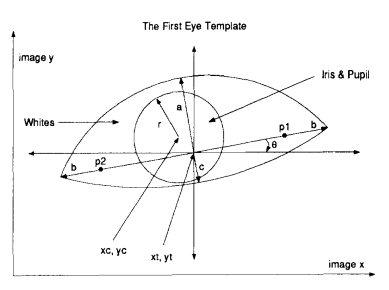 The First Eye Template
image y
Iris & Pupil
a
Whites
r
p1
b
θ
p2
b
c
xc, yc
xt, yt
image x